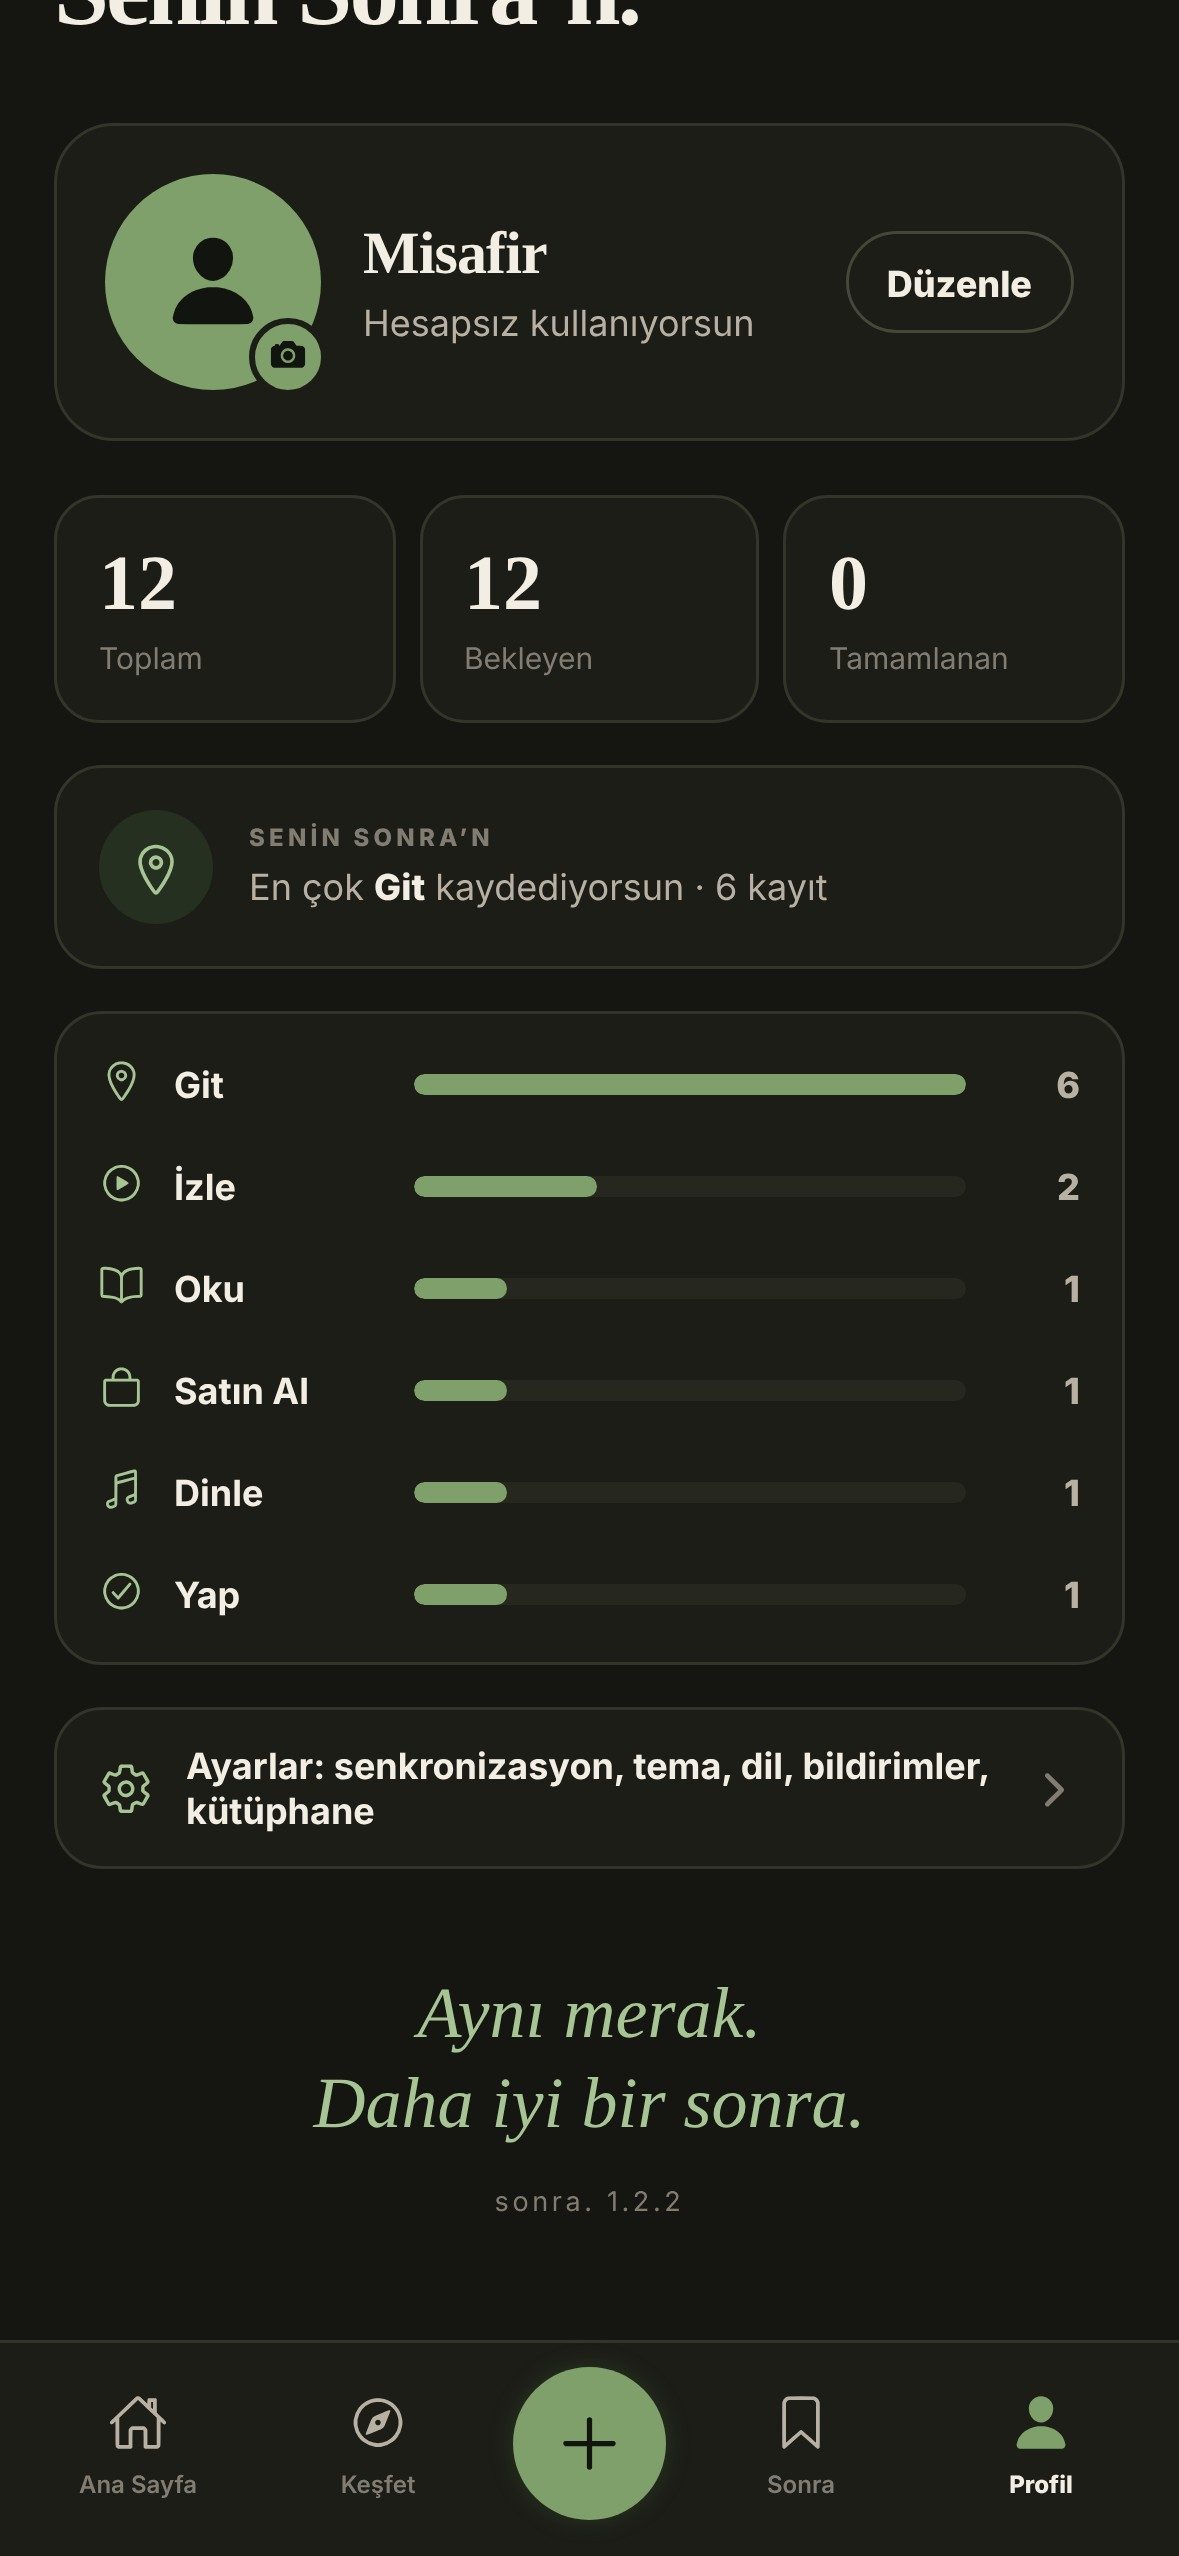 Senin Sonra'n.
Misafir
Hesapsız kullanıyorsun
Düzenle
12
Toplam
12
Bekleyen
0
Tamamlanan
SENİN SONRA’N
En çok Git kaydediyorsun · 6 kayıt
Git
6
İzle
2
Oku
1
Satın Al
1
Dinle
1
Yap
1
Ayarlar: senkronizasyon, tema, dil, bildirimler,
kütüphane
Aynı merak.
Daha iyi bir sonra.
sonra. 1.2.2
Ana Sayfa
Keşfet
Sonra
Profil